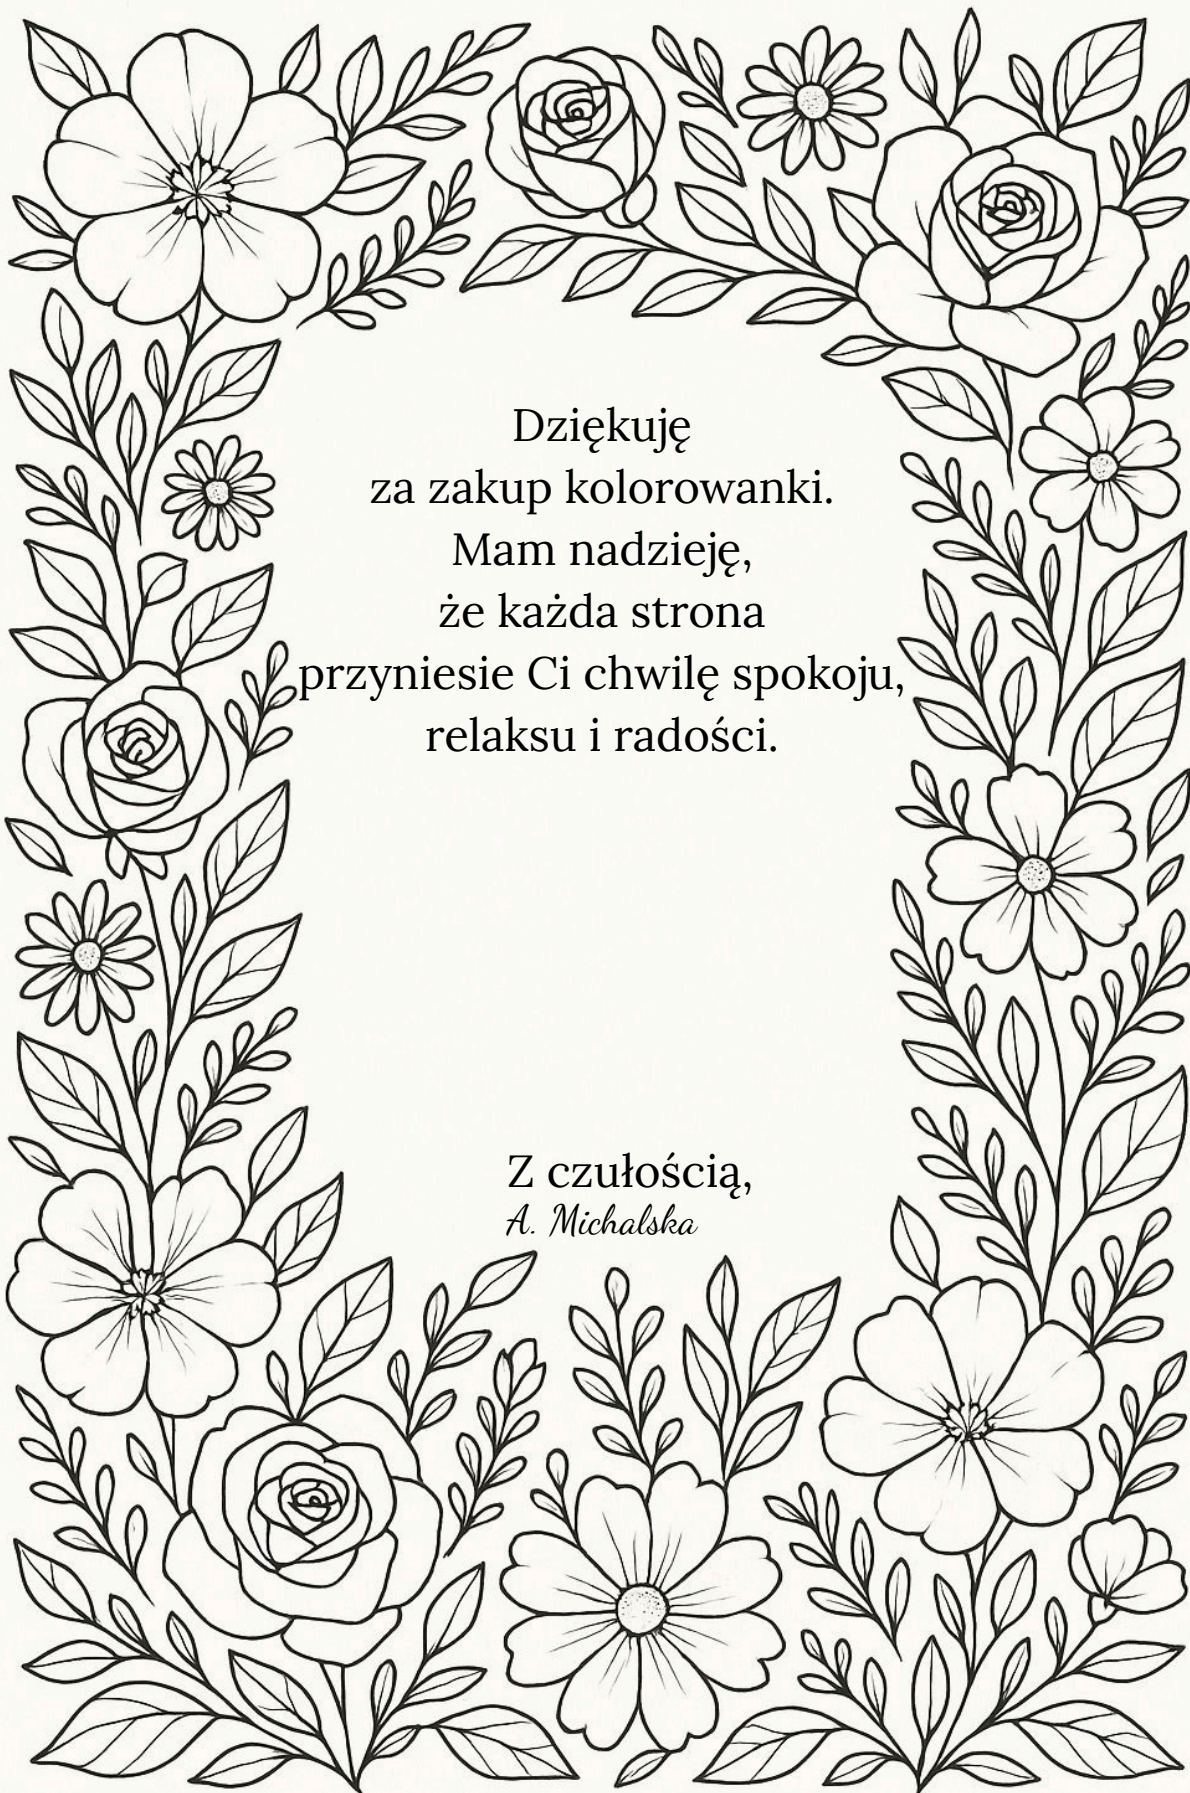 Dziękuję
za zakup kolorowanki.
Mam nadzieję,
że każda strona
przyniesie Ci chwilę spokoju,
relaksu i radości.
Z czułością,
A. Michalska